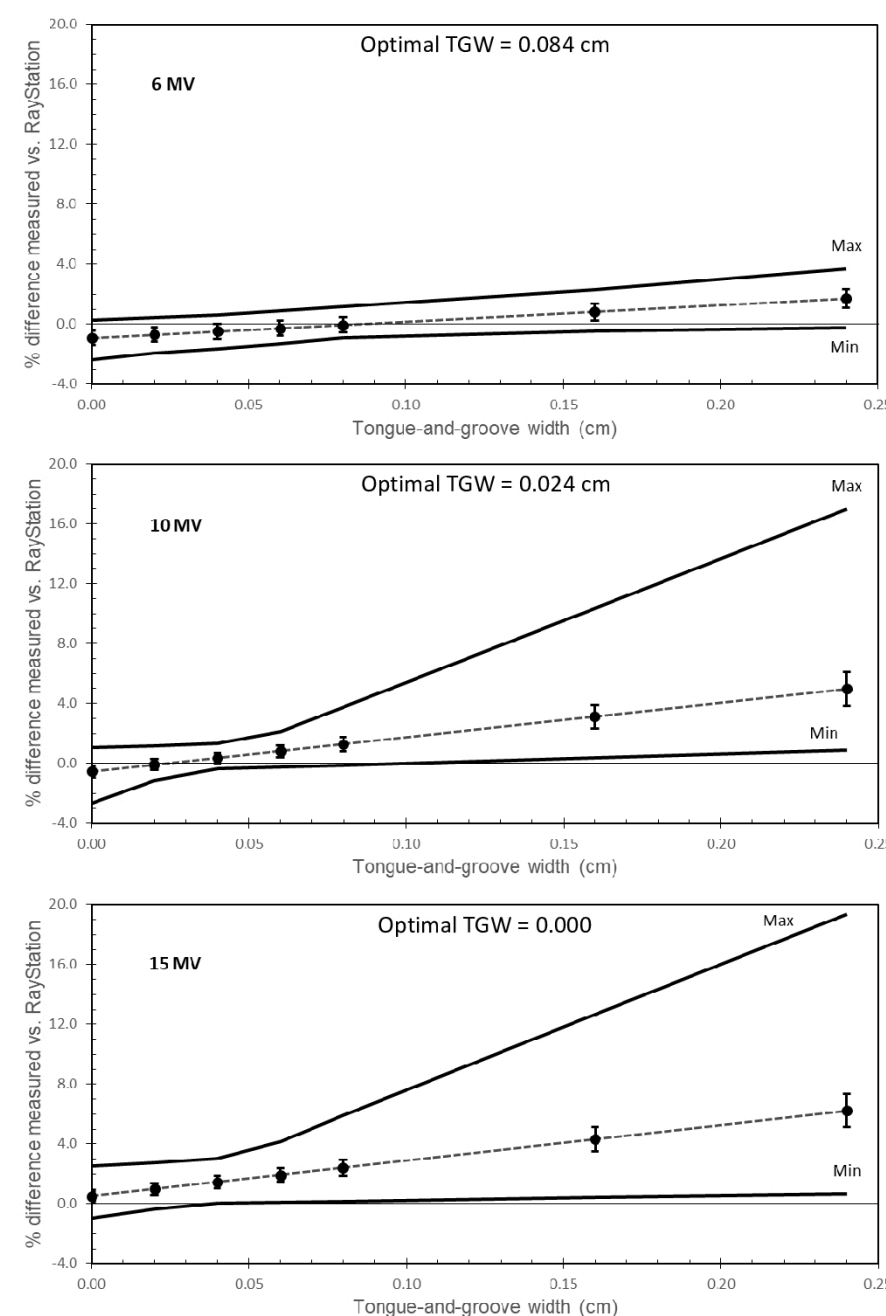 20.0
Optimal TGW = 0.084 cm
16.0
6 MV
12.0
8.0
4.0
Max
0.0
Min
-4.0
0.00 0.05 0.10 0.15 0.20 0.25
% difference measured vs. RayStation
Tongue-and-groove width (cm)
20.0
Optimal TGW = 0.024 cm
Max
16.0
10 MV
12.0
8.0
4.0
Min
0.0
-4.0
0.00 0.05 0.10 0.15 0.20 0.25
% difference measured vs. RayStation
Tongue-and-groove width (cm)
20.0
Optimal TGW = 0.000
Max
16.0
15 MV
12.0
8.0
4.0
Min
0.0
-4.0
0.00 0.05 0.10 0.15 0.20 0.25
% difference measured vs. RayStation
Tongue-and-groove width (cm)